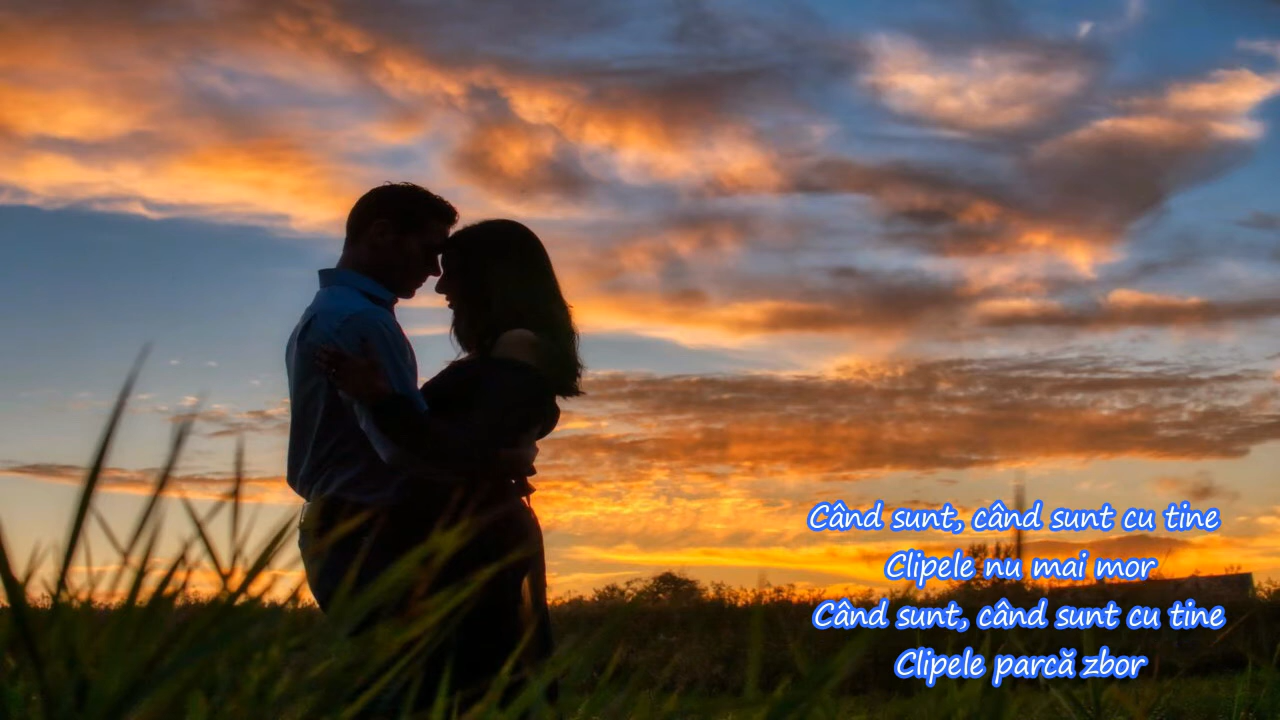 Când sunt, când sunt cu tine
Clipele nu mai mor
Când sunt, când sunt cu tine
Clipele parcă zbor